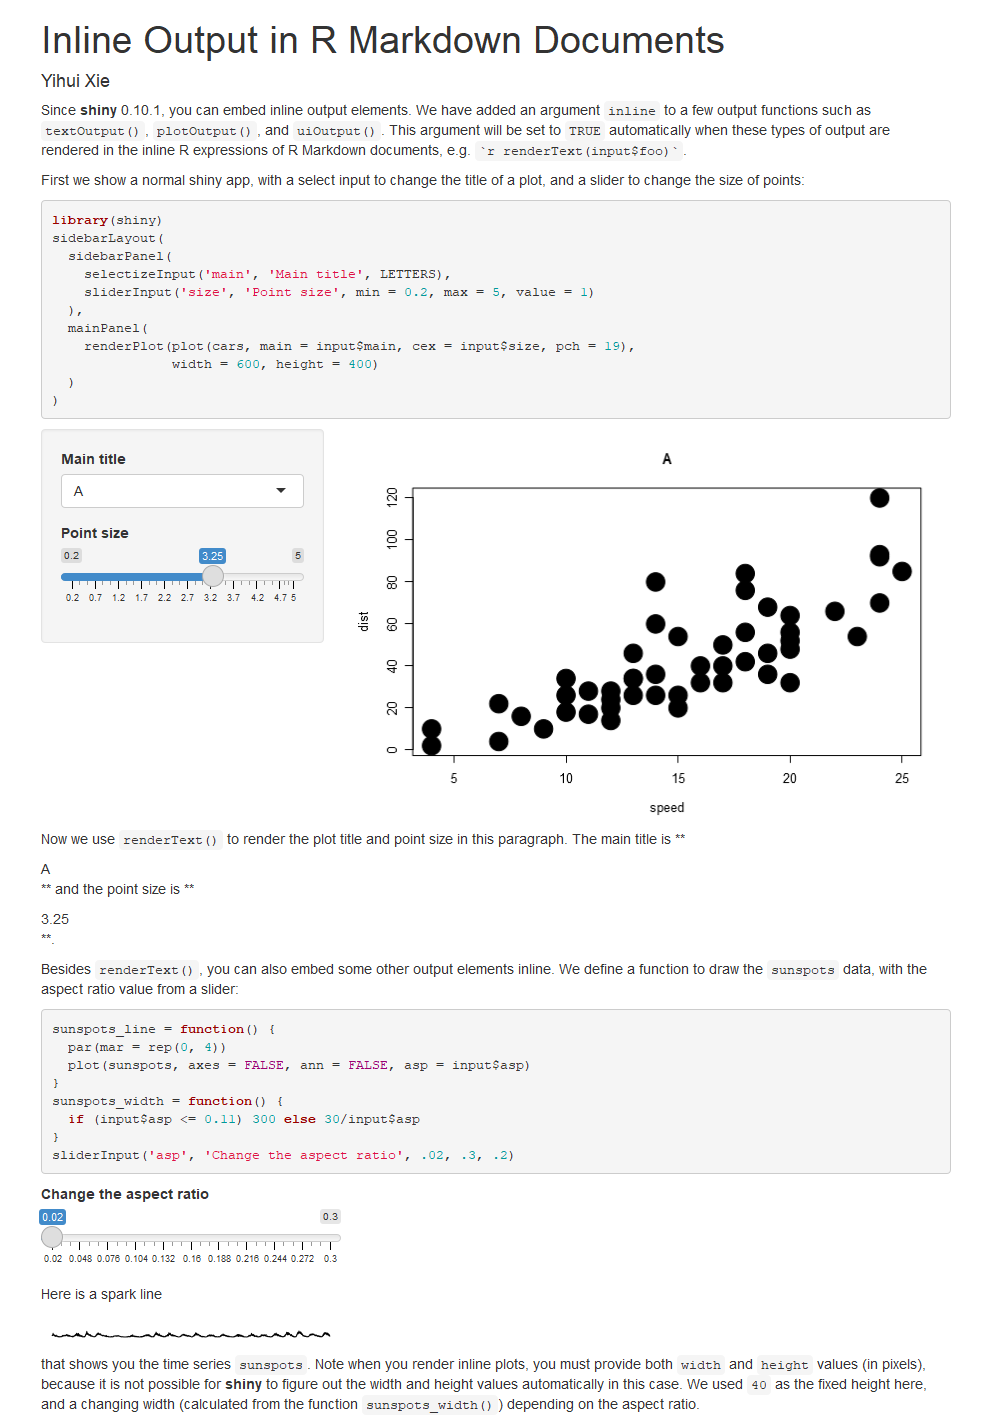 Inline Output in R Markdown Documents
Yihui Xie
Since shiny 0.10.1, you can embed inline output elements. We have added an argument inline to a few output functions such as
textOutput(), plotOutput(), and uiOutput(). This argument will be set to TRUE automatically when these types of output are
rendered in the inline R expressions of R Markdown documents, e.g. `r renderText(input$foo)`.
First we show a normal shiny app, with a select input to change the title of a plot, and a slider to change the size of points:
library(shiny)
sidebarLayout(
  sidebarPanel(
    selectizeInput('main', 'Main title', LETTERS),
    sliderInput('size', 'Point size', min = 0.2, max = 5, value = 1)
  ),
  mainPanel(
    renderPlot(plot(cars, main = input$main, cex = input$size, pch = 19),
               width = 600, height = 400)
  )
)
Main title
A
Point size
0.2 3.25 5
0.2 0.7 1.2 1.7 2.2 2.7 3.2 3.7 4.2 4.7 5
A
120
100
80
60
40
20
0
dist
5 10 15 20 25
speed
Now we use renderText() to render the plot title and point size in this paragraph. The main title is **
A
** and the point size is **
3.25
**.
Besides renderText(), you can also embed some other output elements inline. We define a function to draw the sunspots data, with the
aspect ratio value from a slider:
sunspots_line = function() {
  par(mar = rep(0, 4))
  plot(sunspots, axes = FALSE, ann = FALSE, asp = input$asp)
}
sunspots_width = function() {
  if (input$asp <= 0.11) 300 else 30/input$asp
}
sliderInput('asp', 'Change the aspect ratio', .02, .3, .2)
Change the aspect ratio
0.02 0.3
0.02 0.048 0.076 0.104 0.132 0.16 0.188 0.216 0.244 0.272 0.3
Here is a spark line
that shows you the time series sunspots. Note when you render inline plots, you must provide both width and height values (in pixels),
because it is not possible for shiny to figure out the width and height values automatically in this case. We used 40 as the fixed height here,
and a changing width (calculated from the function sunspots_width()) depending on the aspect ratio.